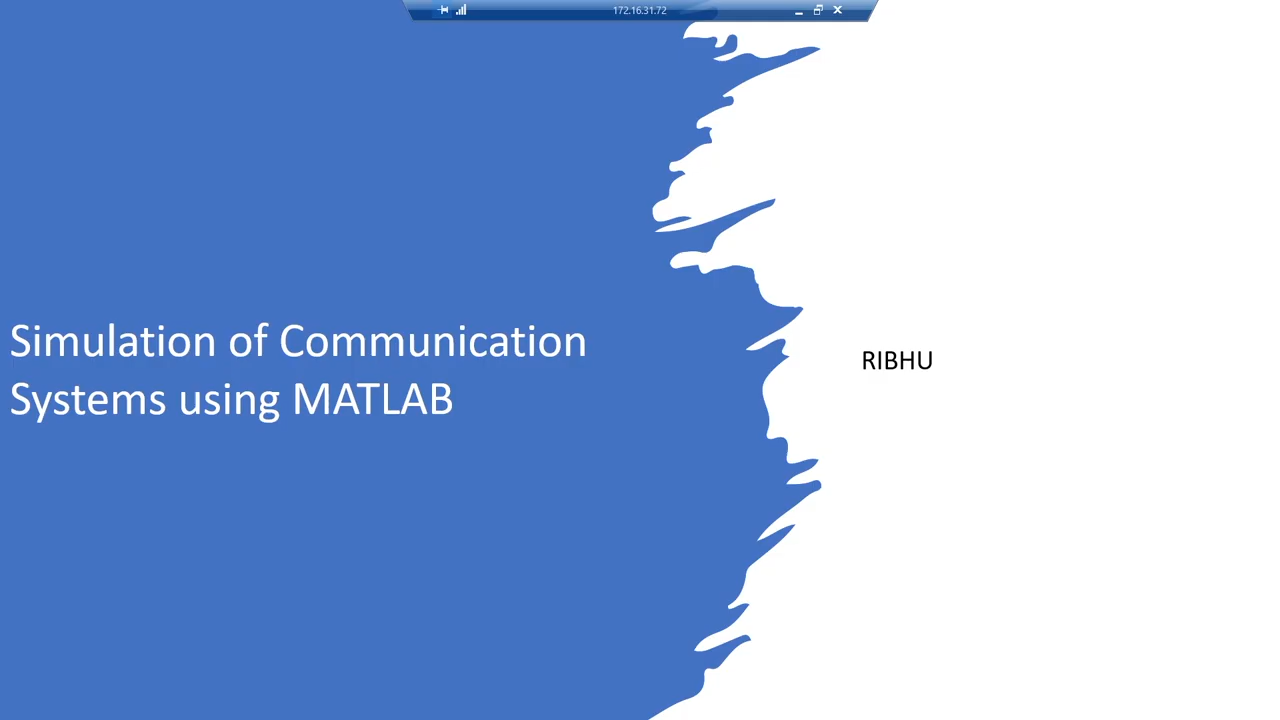 172.16.31.72
Simulation of Communication
Systems using MATLAB
RIBHU